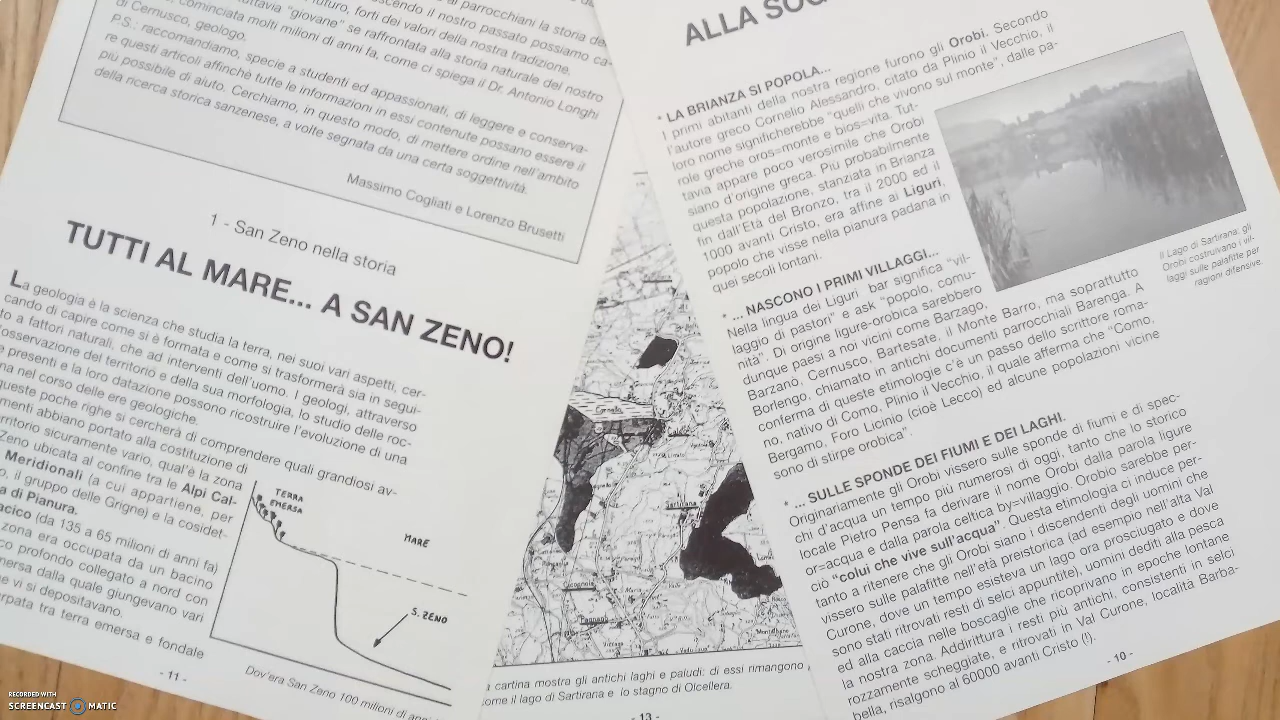 ai parrocchiani la storia de
scendo il nostro passato possiamo ca-
futuro, forti dei valori della nostra tradizione.
tuttavia "giovane" se raffrontata alla storia naturale del nostro
cominciata molti milioni di anni fa, come ci spiega il Dr. Antonio Longhi
di Cernusco, geologo.
P.S.: raccomandiamo, specie a studenti ed appassionati, di leggere e conserva-
re questi articoli affinchè tutte le informazioni in essi contenute possano essere il
più possibile di aiuto. Cerchiamo, in questo modo, di mettere ordine nell'ambito
della ricerca storica sanzenese, a volte segnata da una certa soggettività.
Massimo Cogliati e Lorenzo Brusetti
1 - San Zeno nella storia
TUTTI AL MARE... A SAN ZENO!
La geologia è la scienza che studia la terra, nei suoi vari aspetti, cer-
cando di capire come si è formata e come si trasformerà sia in segui-
to a fattori naturali, che ad interventi dell'uomo. I geologi, attraverso
l'osservazione del territorio e della sua morfologia, lo studio delle roc-
e presenti e la loro datazione possono ricostruire l'evoluzione di una
na nel corso delle ere geologiche.
queste poche righe si cercherà di comprendere quali grandiosi av-
menti abbiano portato alla costituzione di
rritorio sicuramente vario, qual'è la zona
Zeno ubicata al confine tra le Alpi Cal-
Meridionali (a cui appartiene, per
o, il gruppo delle Grigne) e la cosidet-
a di Pianura.
acico (da 135 a 65 milioni di anni fa)
zona era occupata da un bacino
co profondo collegato a nord con
mersa dalla quale giungevano vari
e vi si depositavano.
rpata tra terra emersa e fondale
TERRA
EMERSA
MARE
S. ZENO
Dov'era San Zeno 100 milioni di anni
- 11 -
a cartina mostra gli antichi laghi e paludi: di essi rimangono
come il lago di Sartirana e lo stagno di Olcellera.
- 13 -
ALLA SOG
* LA BRIANZA SI POPOLA...
I primi abitanti della nostra regione furono gli Orobi. Secondo
l'autore greco Cornelio Alessandro, citato da Plinio il Vecchio, il
loro nome significherebbe "quelli che vivono sul monte", dalle pa-
role greche oros=monte e bios=vita. Tut-
tavia appare poco verosimile che Orobi
siano d'origine greca. Più probabilmente
questa popolazione, stanziata in Brianza
fin dall'Età del Bronzo, tra il 2000 ed il
1000 avanti Cristo, era affine ai Liguri,
popolo che visse nella pianura padana in
quei secoli lontani.
Il Lago di Sartirana: gli
Orobi costruivano i vil-
laggi sulle palafitte per
ragioni difensive.
* ... NASCONO I PRIMI VILLAGGI...
Nella lingua dei Liguri bar significa "vil-
laggio di pastori" e ask "popolo, comu-
nità". Di origine ligure-orobica sarebbero
dunque paesi a noi vicini come Barzago,
Barzanò, Cernusco, Bartesate, il Monte Barro, ma soprattutto
Borlengo, chiamato in antichi documenti parrocchiali Barenga. A
conferma di queste etimologie c'è un passo dello scrittore roma-
no, nativo di Como, Plinio il Vecchio, il quale afferma che "Como,
Bergamo, Foro Licinio (cioè Lecco) ed alcune popolazioni vicine
sono di stirpe orobica".
* ... SULLE SPONDE DEI FIUMI E DEI LAGHI.
Originariamente gli Orobi vissero sulle sponde di fiumi e di spec-
chi d'acqua un tempo più numerosi di oggi, tanto che lo storico
locale Pietro Pensa fa derivare il nome Orobi dalla parola ligure
or=acqua e dalla parola celtica by=villaggio. Orobio sarebbe per-
ciò "colui che vive sull'acqua". Questa etimologia ci induce per-
tanto a ritenere che gli Orobi siano i discendenti degli uomini che
vissero sulle palafitte nell'età preistorica (ad esempio nell'alta Val
Curone, dove un tempo esisteva un lago ora prosciugato e dove
sono stati ritrovati resti di selci appuntite), uomini dediti alla pesca
ed alla caccia nelle boscaglie che ricoprivano in epoche lontane
la nostra zona. Addirittura i resti più antichi, consistenti in selci
rozzamente scheggiate, e ritrovati in Val Curone, località Barba-
bella, risalgono al 60000 avanti Cristo (!).
- 10 -
RECORDED WITH
SCREENCAST MATIC